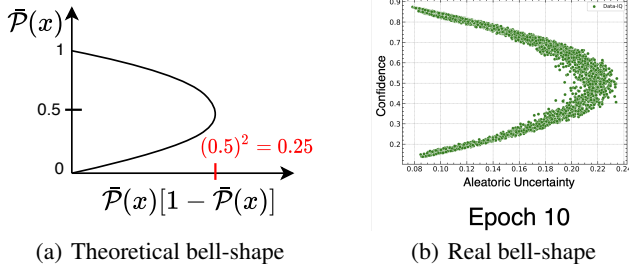 P̄(x)
1
0.5
0
(0.5)² = 0.25
P̄(x)[1 − P̄(x)]
(a) Theoretical bell-shape
Data-IQ
0.9
0.8
0.7
0.6
0.5
0.4
0.3
0.2
Confidence
0.08 0.10 0.12 0.14 0.16 0.18 0.20 0.22 0.24
Aleatoric Uncertainty
Epoch 10
(b) Real bell-shape